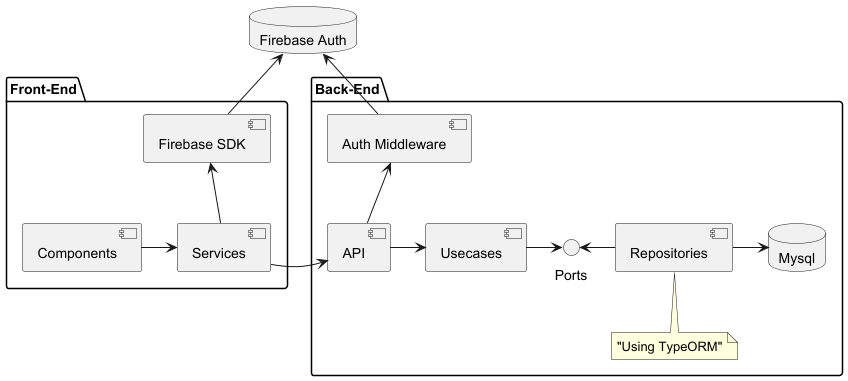 Firebase Auth
Front-End
Back-End
Firebase SDK
Auth Middleware
Components
Services
API
Usecases
Ports
Repositories
Mysql
"Using TypeORM"